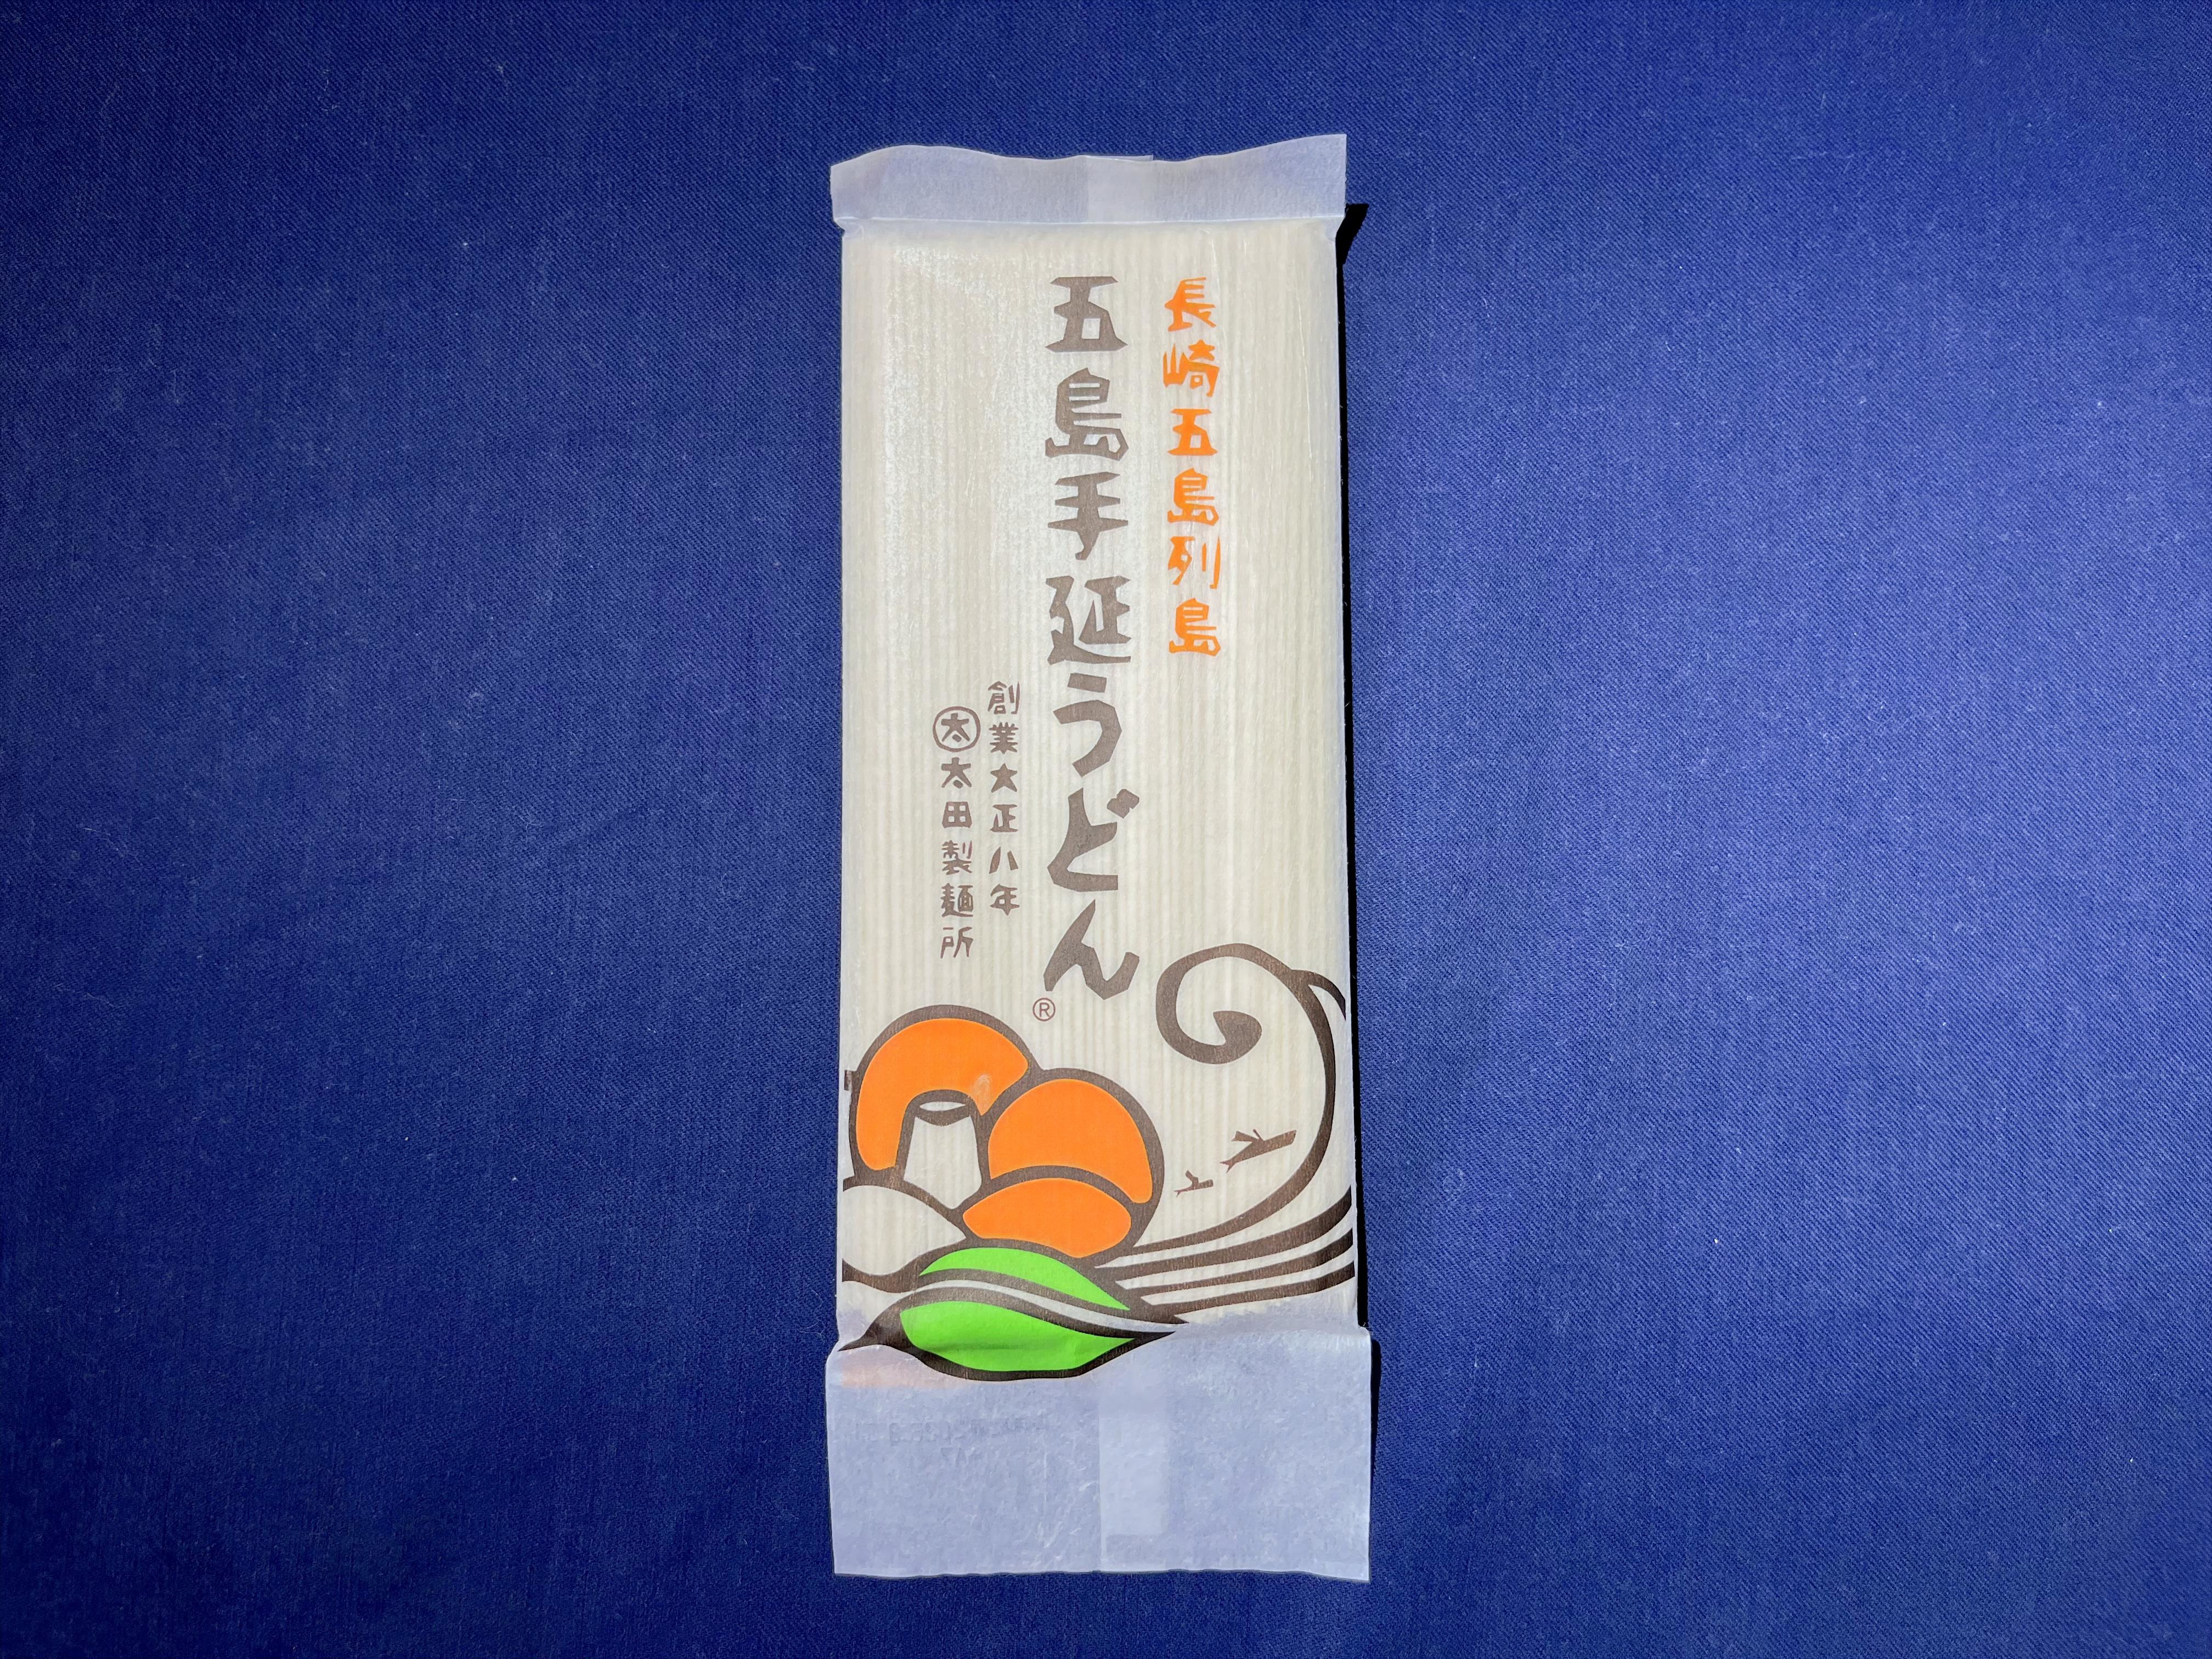 長崎五島列島
五島手延うどん®
創業大正八年
太 太田製麺所